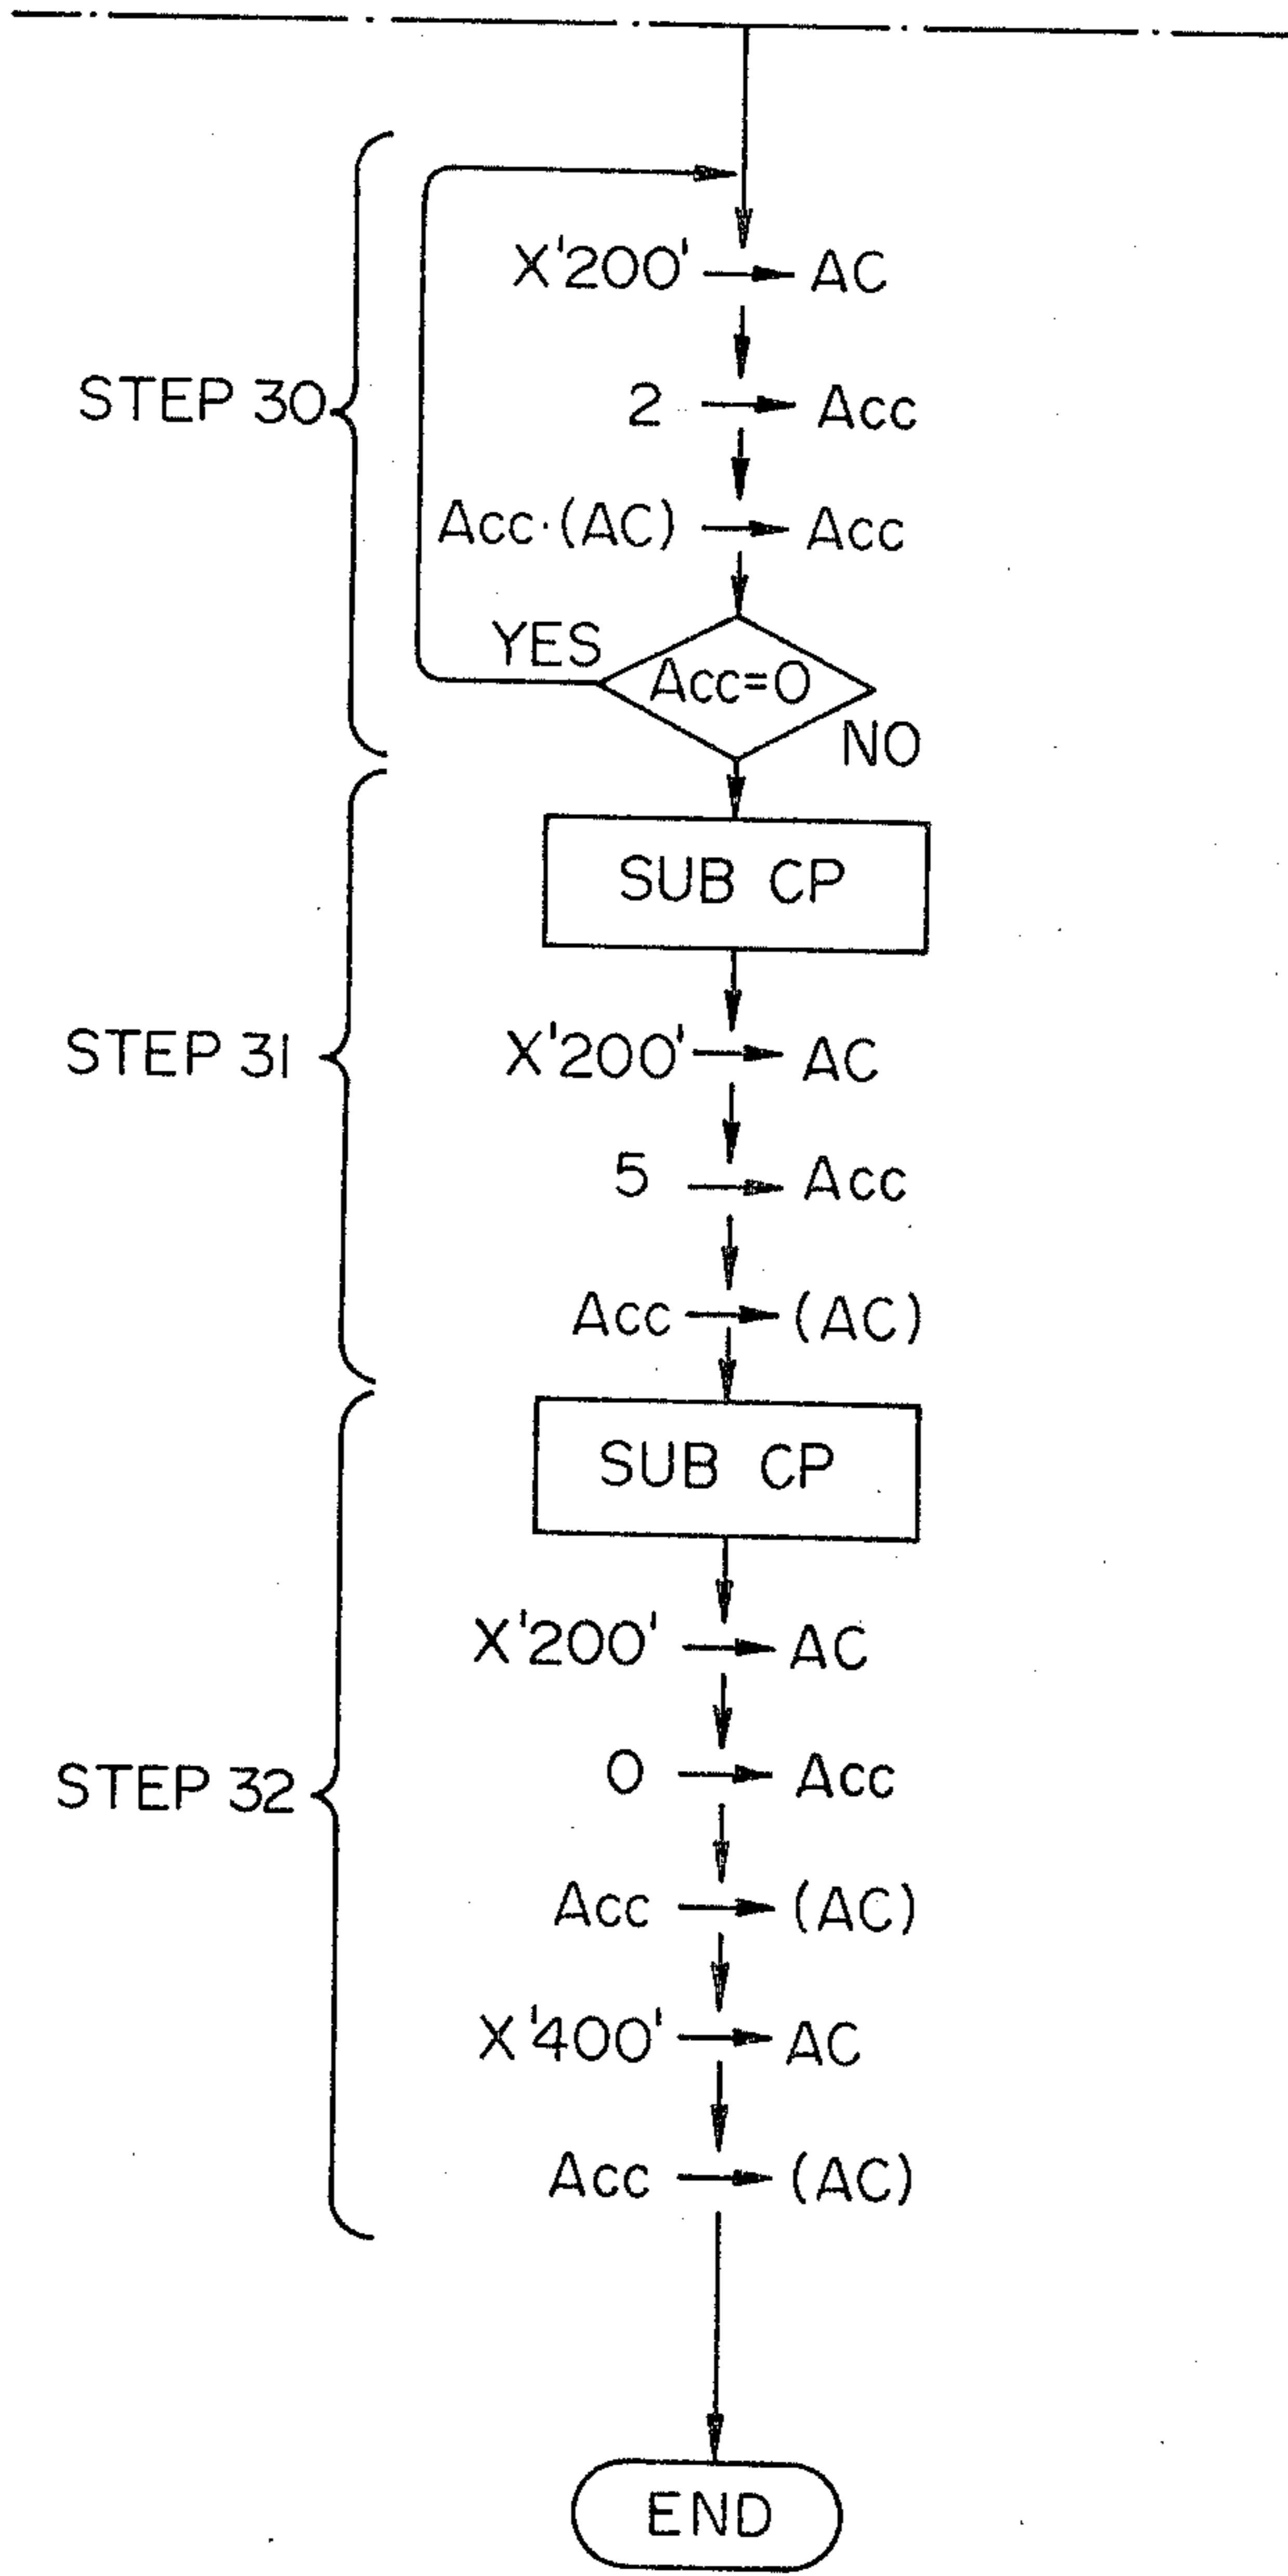 X'200' → AC
STEP 30
2 → Acc
Acc·(AC) → Acc
YES
Acc=0
NO
SUB CP
STEP 31
X'200' → AC
5 → Acc
Acc → (AC)
SUB CP
X'200' → AC
STEP 32
0 → Acc
Acc → (AC)
X'400' → AC
Acc → (AC)
END